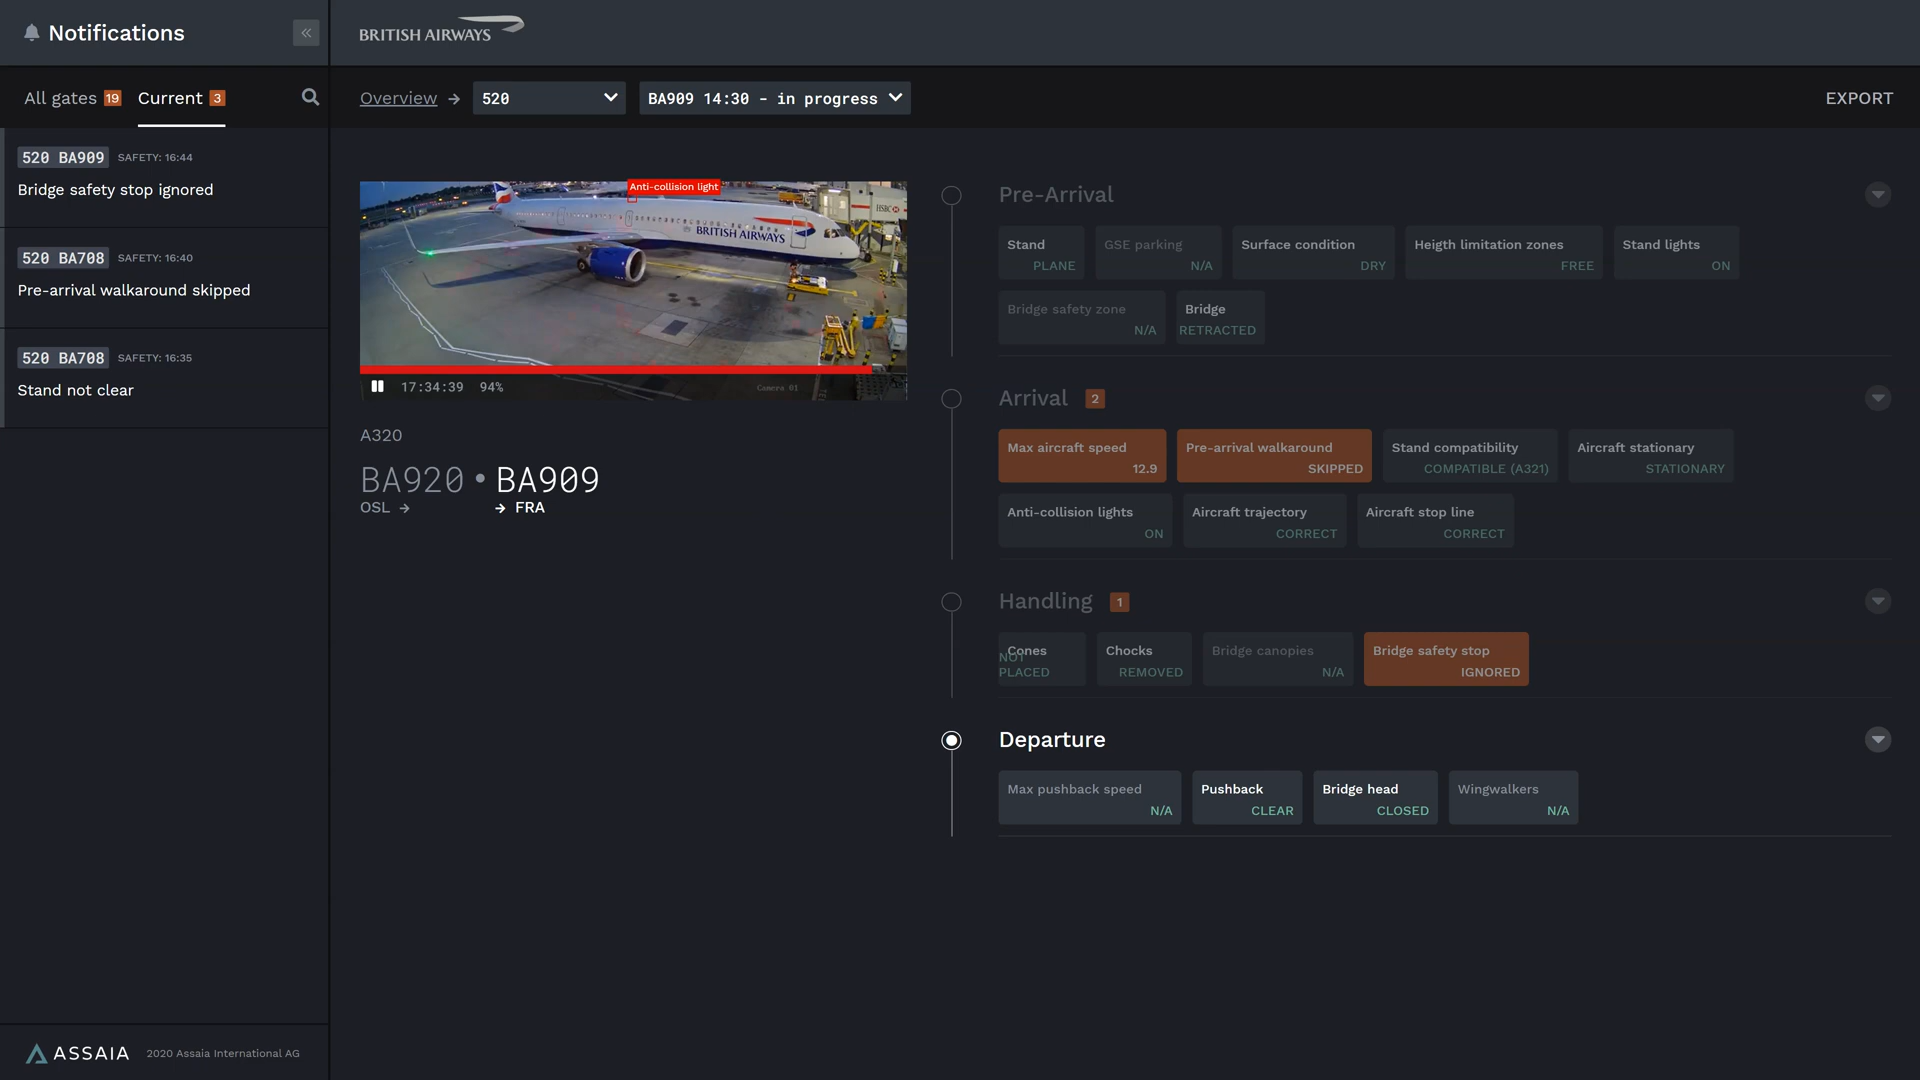 Notifications
«
BRITISH AIRWAYS
All gates 19 Current 3
Overview → 520 BA909 14:30 - in progress EXPORT
520 BA909 SAFETY: 16:44
Bridge safety stop ignored
520 BA708 SAFETY: 16:40
Pre-arrival walkaround skipped
520 BA708 SAFETY: 16:35
Stand not clear
Anti-collision light
BRITISH AIRWAYS
HSBC
17:34:39 94% Camera 01
A320
BA920 • BA909
OSL → → FRA
Pre-Arrival
Stand
PLANE
GSE parking
N/A
Surface condition
DRY
Heigth limitation zones
FREE
Stand lights
ON
Bridge safety zone
N/A
Bridge
RETRACTED
Arrival 2
Max aircraft speed
12.9
Pre-arrival walkaround
SKIPPED
Stand compatibility
COMPATIBLE (A321)
Aircraft stationary
STATIONARY
Anti-collision lights
ON
Aircraft trajectory
CORRECT
Aircraft stop line
CORRECT
Handling 1
Cones
NOT
PLACED
Chocks
REMOVED
Bridge canopies
N/A
Bridge safety stop
IGNORED
Departure
Max pushback speed
N/A
Pushback
CLEAR
Bridge head
CLOSED
Wingwalkers
N/A
ASSAIA 2020 Assaia International AG